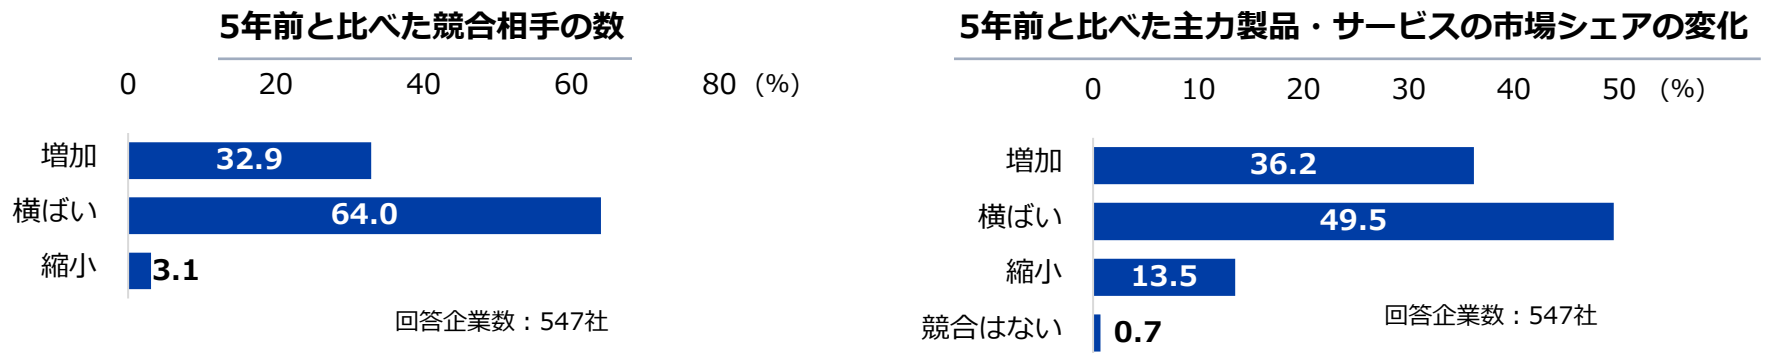 5年前と比べた競合相手の数
0 20 40 60 80 (%)
増加 32.9
横ばい 64.0
縮小 3.1
回答企業数：547社
5年前と比べた主力製品・サービスの市場シェアの変化
0 10 20 30 40 50 (%)
増加 36.2
横ばい 49.5
縮小 13.5
競合はない 0.7
回答企業数：547社